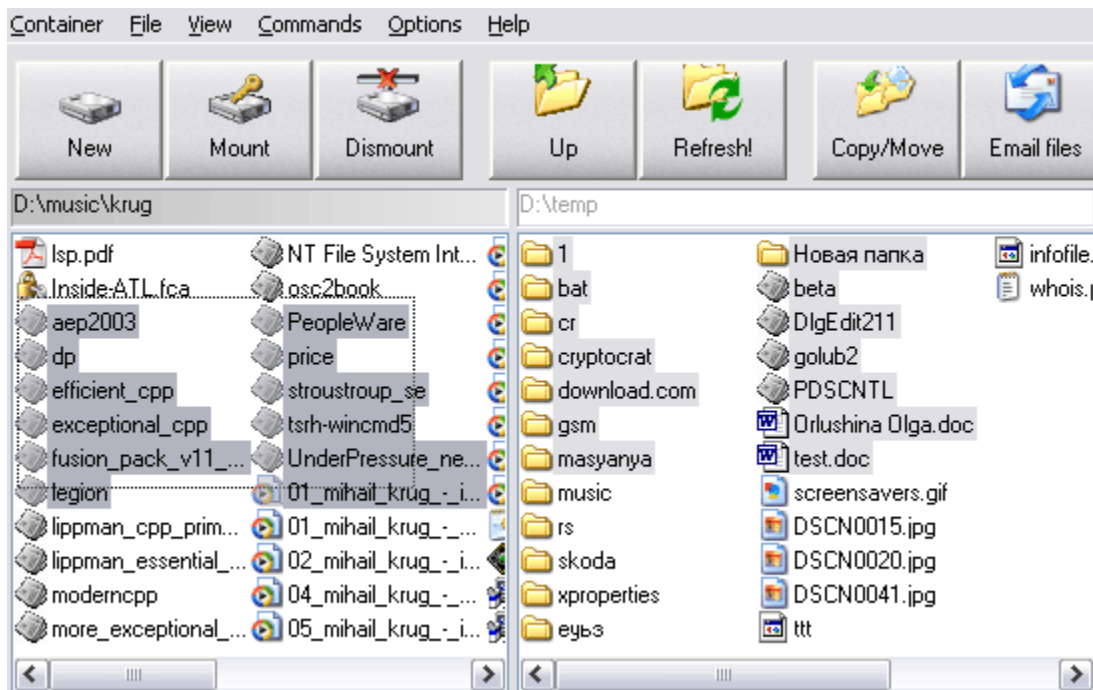 Container File View Commands Options Help
New Mount Dismount Up Refresh! Copy/Move Email files
D:\music\krug
lsp.pdf
Inside-ATL.fca
aep2003
dp
efficient_cpp
exceptional_cpp
fusion_pack_v11_...
legion
lippman_cpp_prim...
lippman_essential_...
moderncpp
more_exceptional_...
NT File System Int...
osc2book
PeopleWare
price
stroustroup_se
tsrh-wincmd5
UnderPressure_ne...
01_mihail_krug_-_i...
01_mihail_krug_-_...
02_mihail_krug_-_i...
04_mihail_krug_-_...
05_mihail_krug_-_i...
D:\temp
1
bat
cr
cryptocrat
download.com
gsm
masyanya
music
rs
skoda
xproperties
еуьз
Новая папка
beta
DlgEdit211
golub2
PDSCNTL
Orlushina Olga.doc
test.doc
screensavers.gif
DSCN0015.jpg
DSCN0020.jpg
DSCN0041.jpg
ttt
infofile.
whois.p